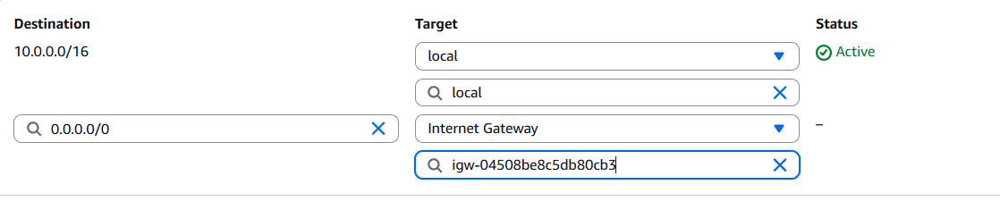 Destination Target Status
10.0.0.0/16 local Active
local
0.0.0.0/0 Internet Gateway –
igw-04508be8c5db80cb3